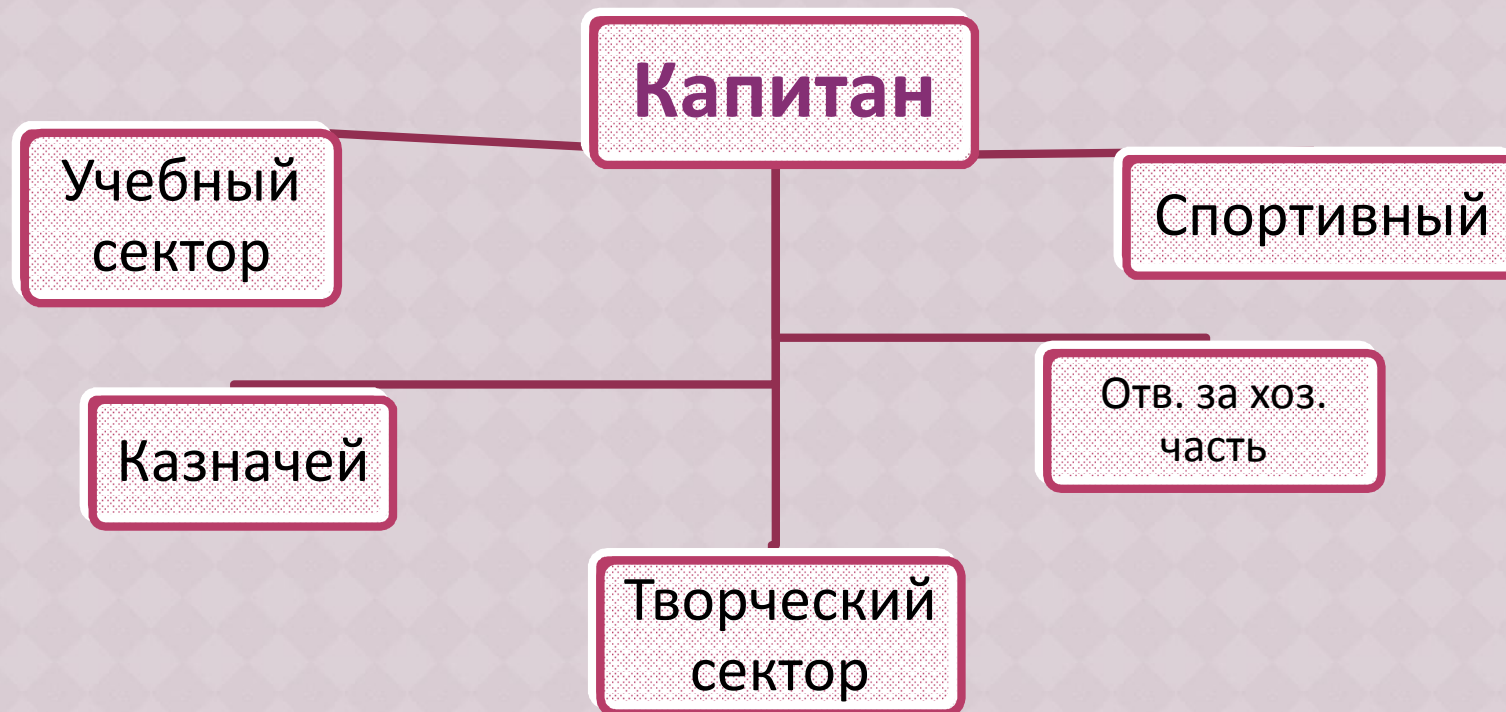 Капитан
Учебный
сектор
Спортивный
Отв. за хоз.
часть
Казначей
Творческий
сектор